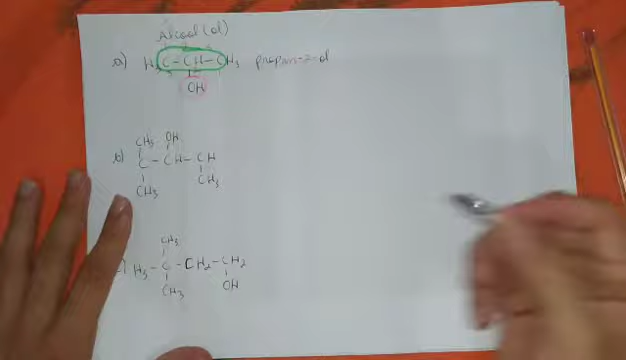 Alcool (ol)
a) H3C-CH-CH3 propan-2-ol
OH
b) CH3 OH
C-CH-CH
CH3 CH3
CH3
c) H3-C-CH2-CH2
CH3 OH